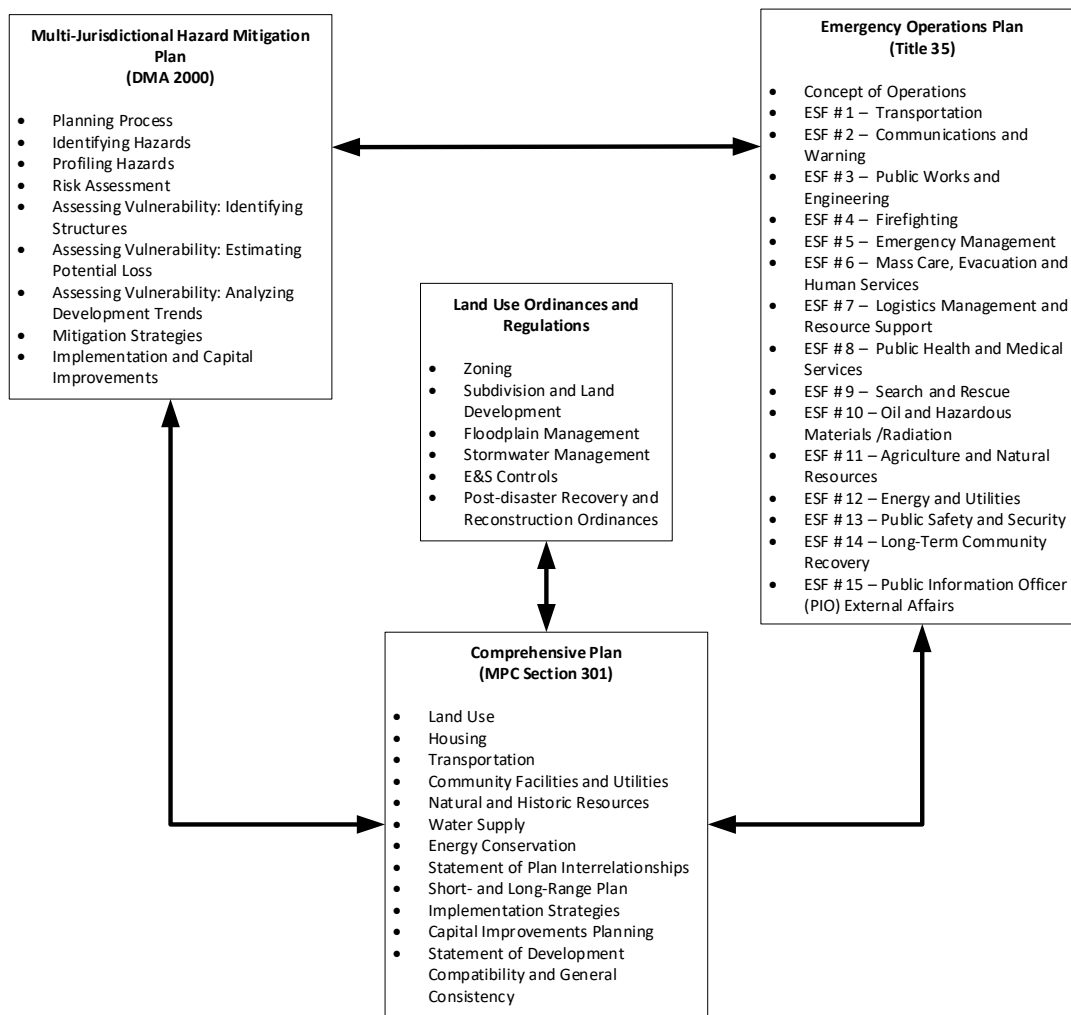 Multi-Jurisdictional Hazard Mitigation
Plan
(DMA 2000)
• Planning Process
• Identifying Hazards
• Profiling Hazards
• Risk Assessment
• Assessing Vulnerability: Identifying
Structures
• Assessing Vulnerability: Estimating
Potential Loss
• Assessing Vulnerability: Analyzing
Development Trends
• Mitigation Strategies
• Implementation and Capital
Improvements
Emergency Operations Plan
(Title 35)
• Concept of Operations
• ESF # 1 – Transportation
• ESF # 2 – Communications and
Warning
• ESF # 3 – Public Works and
Engineering
• ESF # 4 – Firefighting
• ESF # 5 – Emergency Management
• ESF # 6 – Mass Care, Evacuation and
Human Services
• ESF # 7 – Logistics Management and
Resource Support
• ESF # 8 – Public Health and Medical
Services
• ESF # 9 – Search and Rescue
• ESF # 10 – Oil and Hazardous
Materials /Radiation
• ESF # 11 – Agriculture and Natural
Resources
• ESF # 12 – Energy and Utilities
• ESF # 13 – Public Safety and Security
• ESF # 14 – Long-Term Community
Recovery
• ESF # 15 – Public Information Officer
(PIO) External Affairs
Land Use Ordinances and
Regulations
• Zoning
• Subdivision and Land
Development
• Floodplain Management
• Stormwater Management
• E&S Controls
• Post-disaster Recovery and
Reconstruction Ordinances
Comprehensive Plan
(MPC Section 301)
• Land Use
• Housing
• Transportation
• Community Facilities and Utilities
• Natural and Historic Resources
• Water Supply
• Energy Conservation
• Statement of Plan Interrelationships
• Short- and Long-Range Plan
• Implementation Strategies
• Capital Improvements Planning
• Statement of Development
Compatibility and General
Consistency